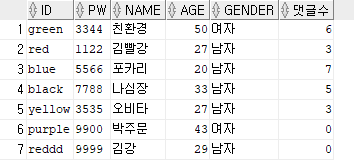 ID PW NAME AGE GENDER 댓글수
1 green 3344 친환경 50 여자 6
2 red 1122 김빨강 27 남자 3
3 blue 5566 포카리 20 남자 7
4 black 7788 나심장 33 남자 5
5 yellow 3535 오비타 27 남자 3
6 purple 9900 박주문 43 여자 0
7 reddd 9999 김강 29 남자 0